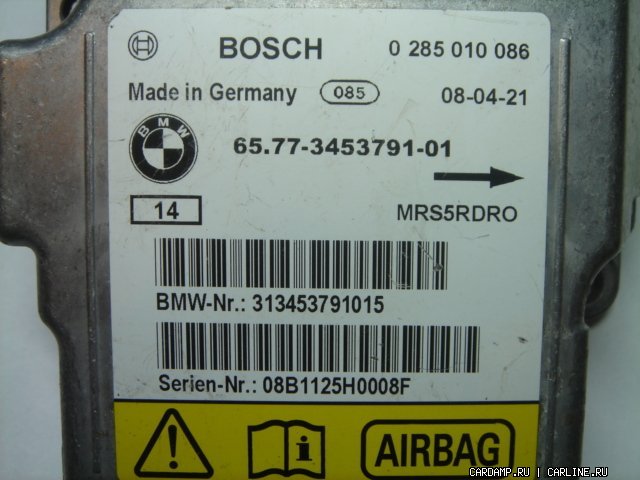 BOSCH 0 285 010 086
Made in Germany 085 08-04-21
BMW 65.77-3453791-01
14 MRS5RDRO
BMW-Nr.: 313453791015
Serien-Nr.: 08B1125H0008F
AIRBAG
CARDAMP.RU | CARLINE.RU